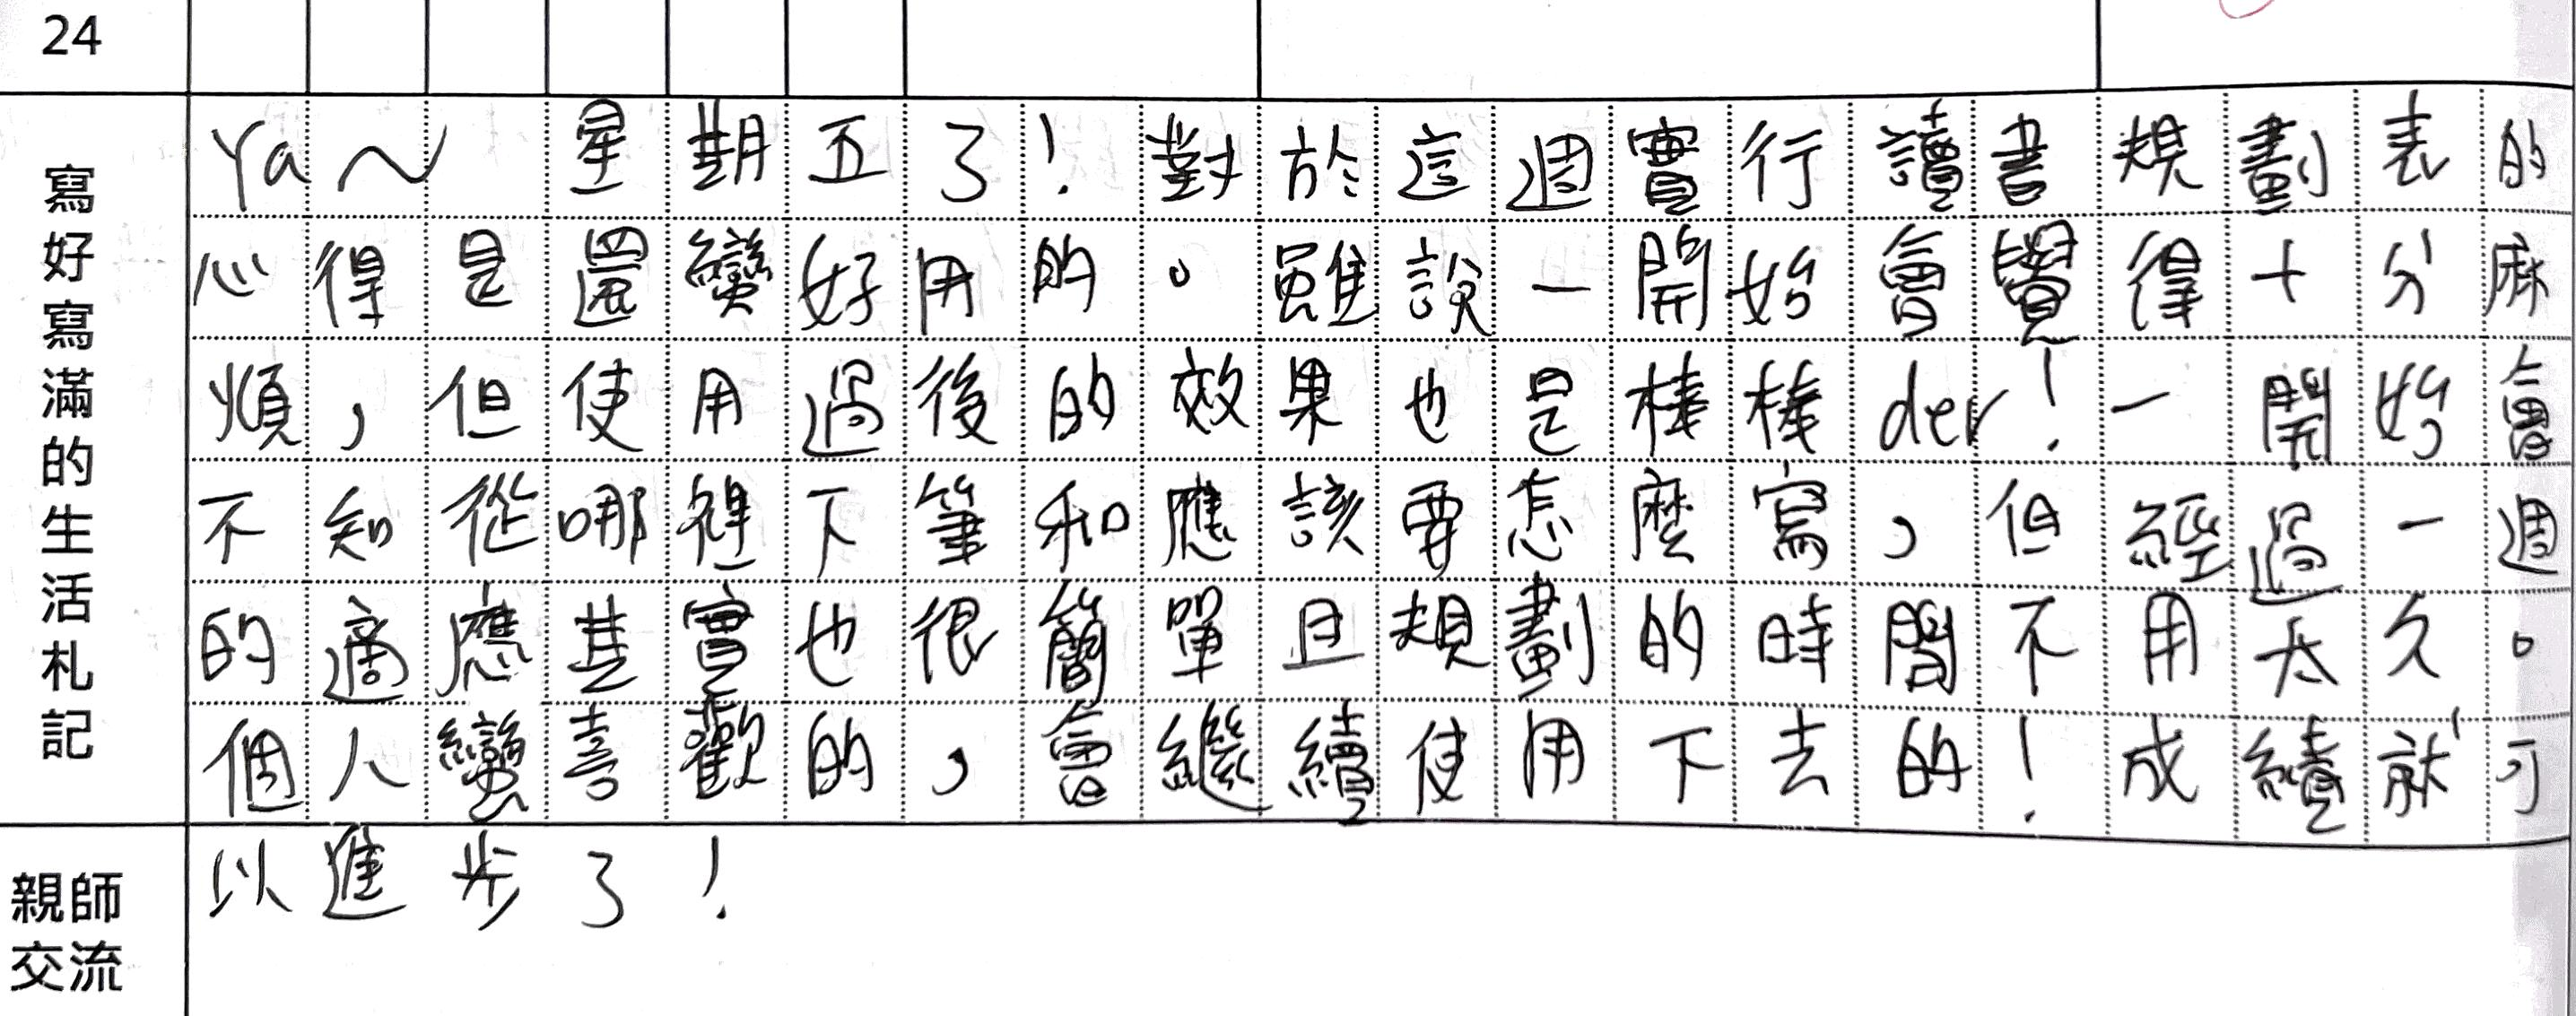 24
寫好寫滿的生活札記
Ya～ 星期五了！對於這週實行讀書規劃表的
心得是還蠻好用的。雖說一開始會覺得十分麻
煩，但使用過後的效果也是棒棒der！一開始會
不知從哪裡下筆和應該要怎麼寫，但經過一週
的適應其實也很簡單且規劃的時間不用太久。
個人蠻喜歡的，會繼續使用下去的！成績就可
以進步了！
親師
交流